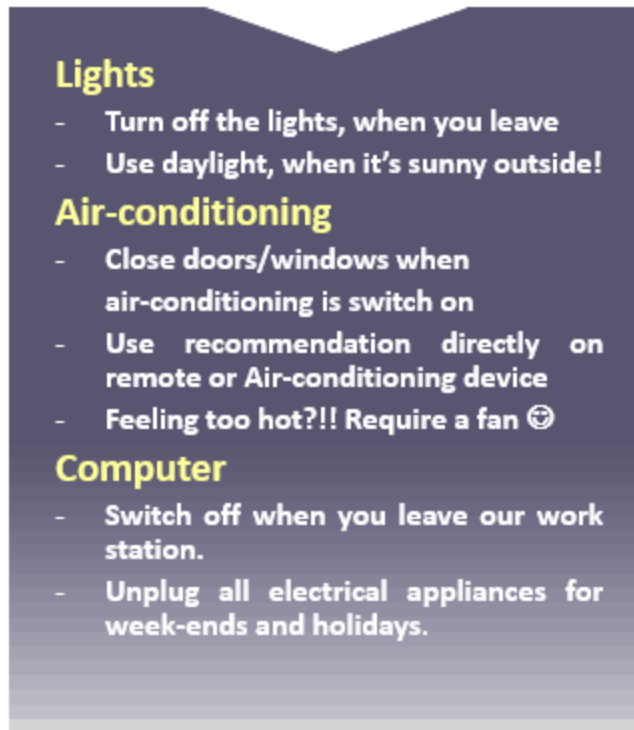 Lights
- Turn off the lights, when you leave
- Use daylight, when it's sunny outside!
Air-conditioning
- Close doors/windows when
air-conditioning is switch on
- Use recommendation directly on
remote or Air-conditioning device
- Feeling too hot?!! Require a fan 😊
Computer
- Switch off when you leave our work
station.
- Unplug all electrical appliances for
week-ends and holidays.